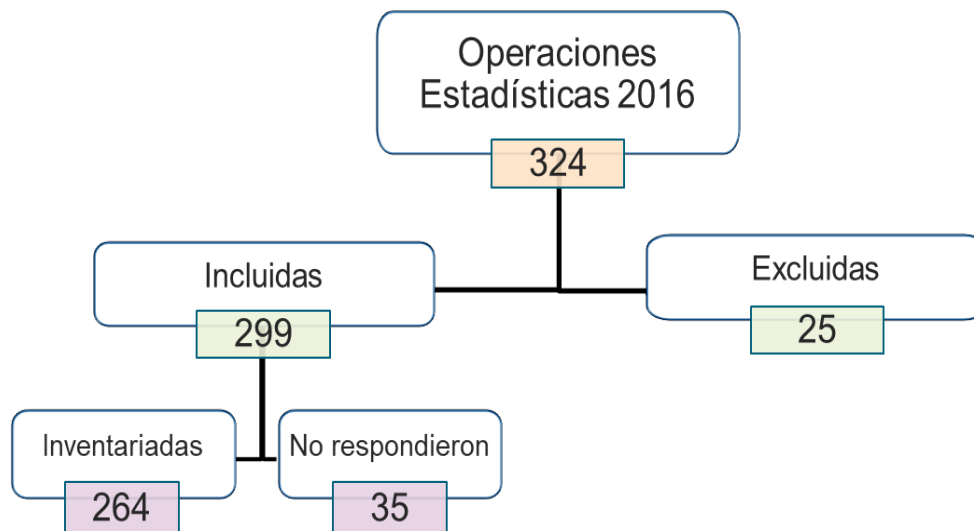 Operaciones
Estadísticas 2016
324
Incluidas
299
Excluidas
25
Inventariadas
264
No respondieron
35